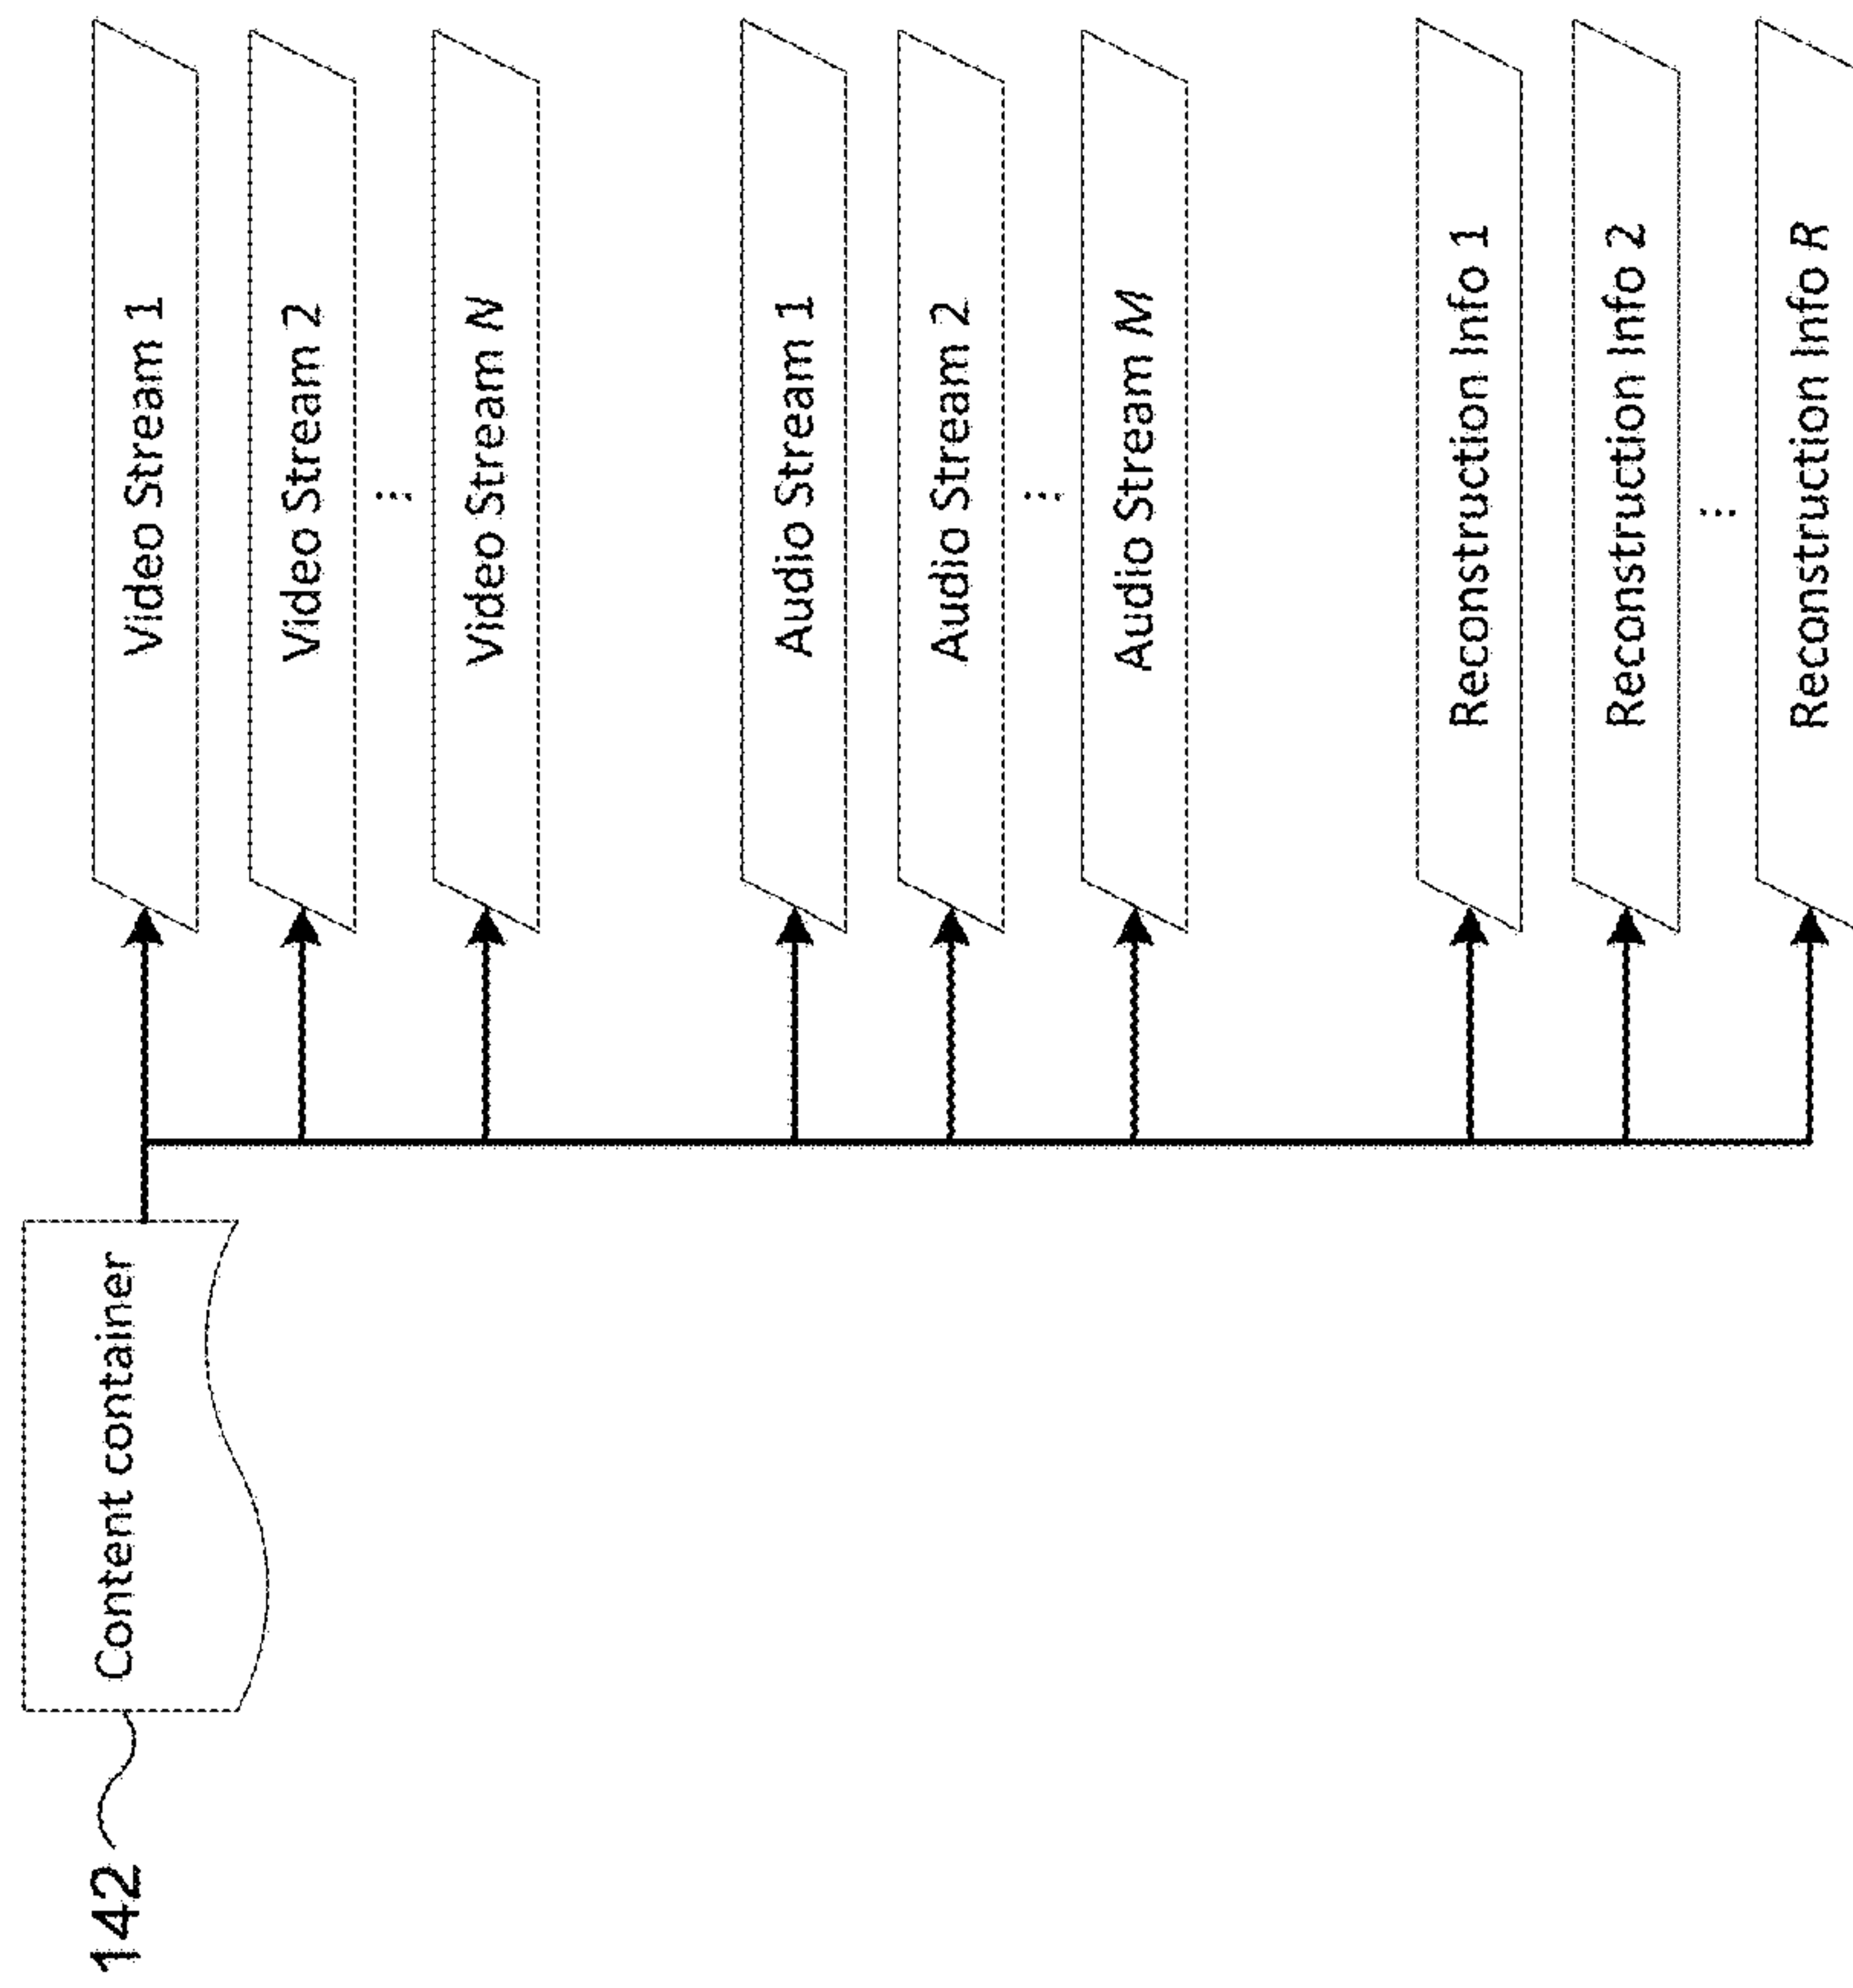 142
Content container
Video Stream 1
Video Stream 2
⋮
Video Stream N
Audio Stream 1
Audio Stream 2
⋮
Audio Stream M
Reconstruction Info 1
Reconstruction Info 2
⋮
Reconstruction Info R